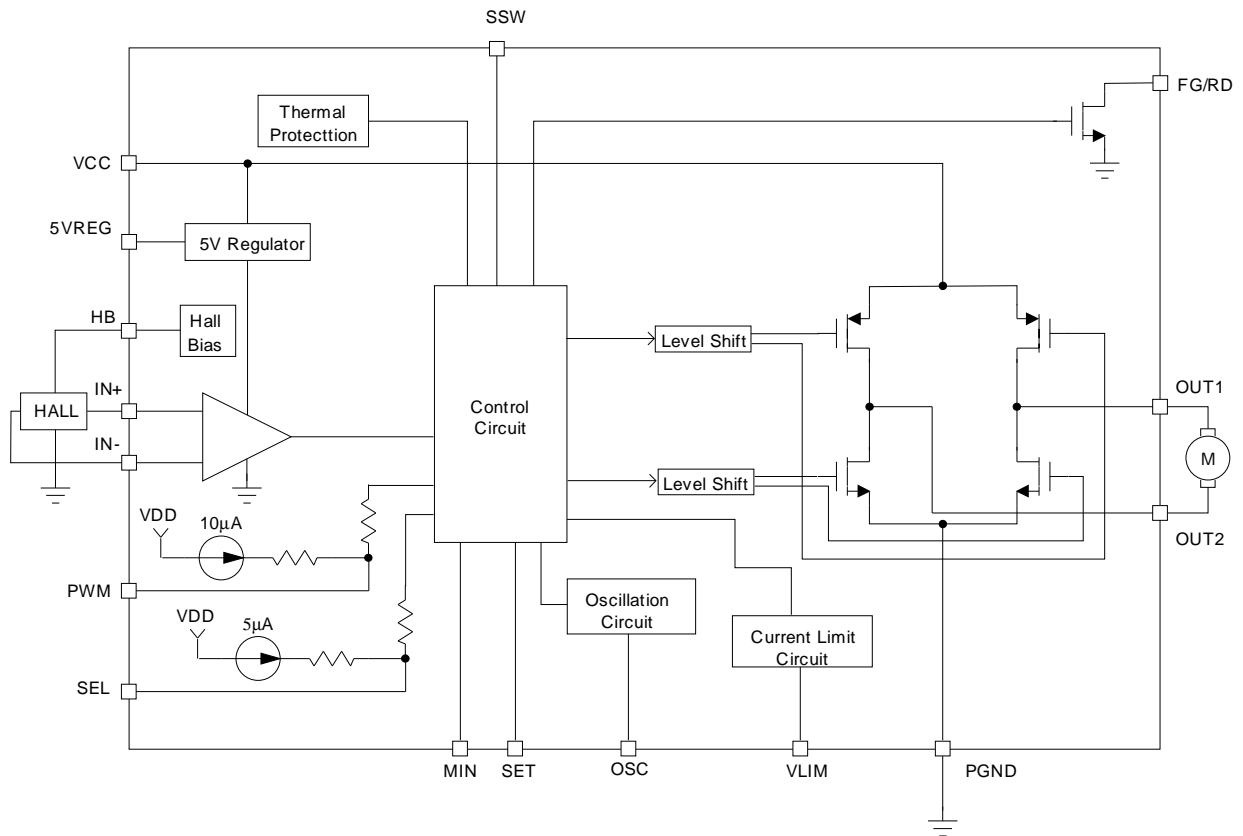 SSW
FG/RD
Thermal
Protecttion
VCC
5VREG
5V Regulator
HB
Hall
Bias
Level Shift
IN+
HALL
OUT1
Control
Circuit
IN-
M
Level Shift
VDD
10μA
OUT2
PWM
Oscillation
Circuit
VDD
5μA
Current Limit
Circuit
SEL
MIN
SET
OSC
VLIM
PGND